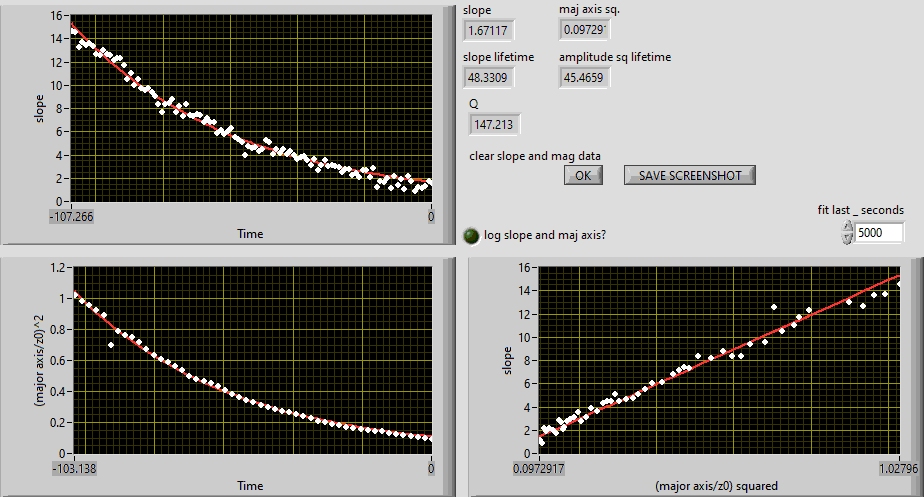 slope
maj axis sq.
1.67117
0.09729
slope lifetime
amplitude sq lifetime
48.3309
45.4659
Q
147.213
clear slope and mag data
OK
SAVE SCREENSHOT
fit last _ seconds
5000
log slope and maj axis?
16
14
12
10
8
6
4
2
0
slope
-107.266
0
Time
1.2
1
0.8
0.6
0.4
0.2
0
(major axis/z0)^2
-103.138
0
Time
16
14
12
10
8
6
4
2
0
slope
0.0972917
1.02796
(major axis/z0) squared